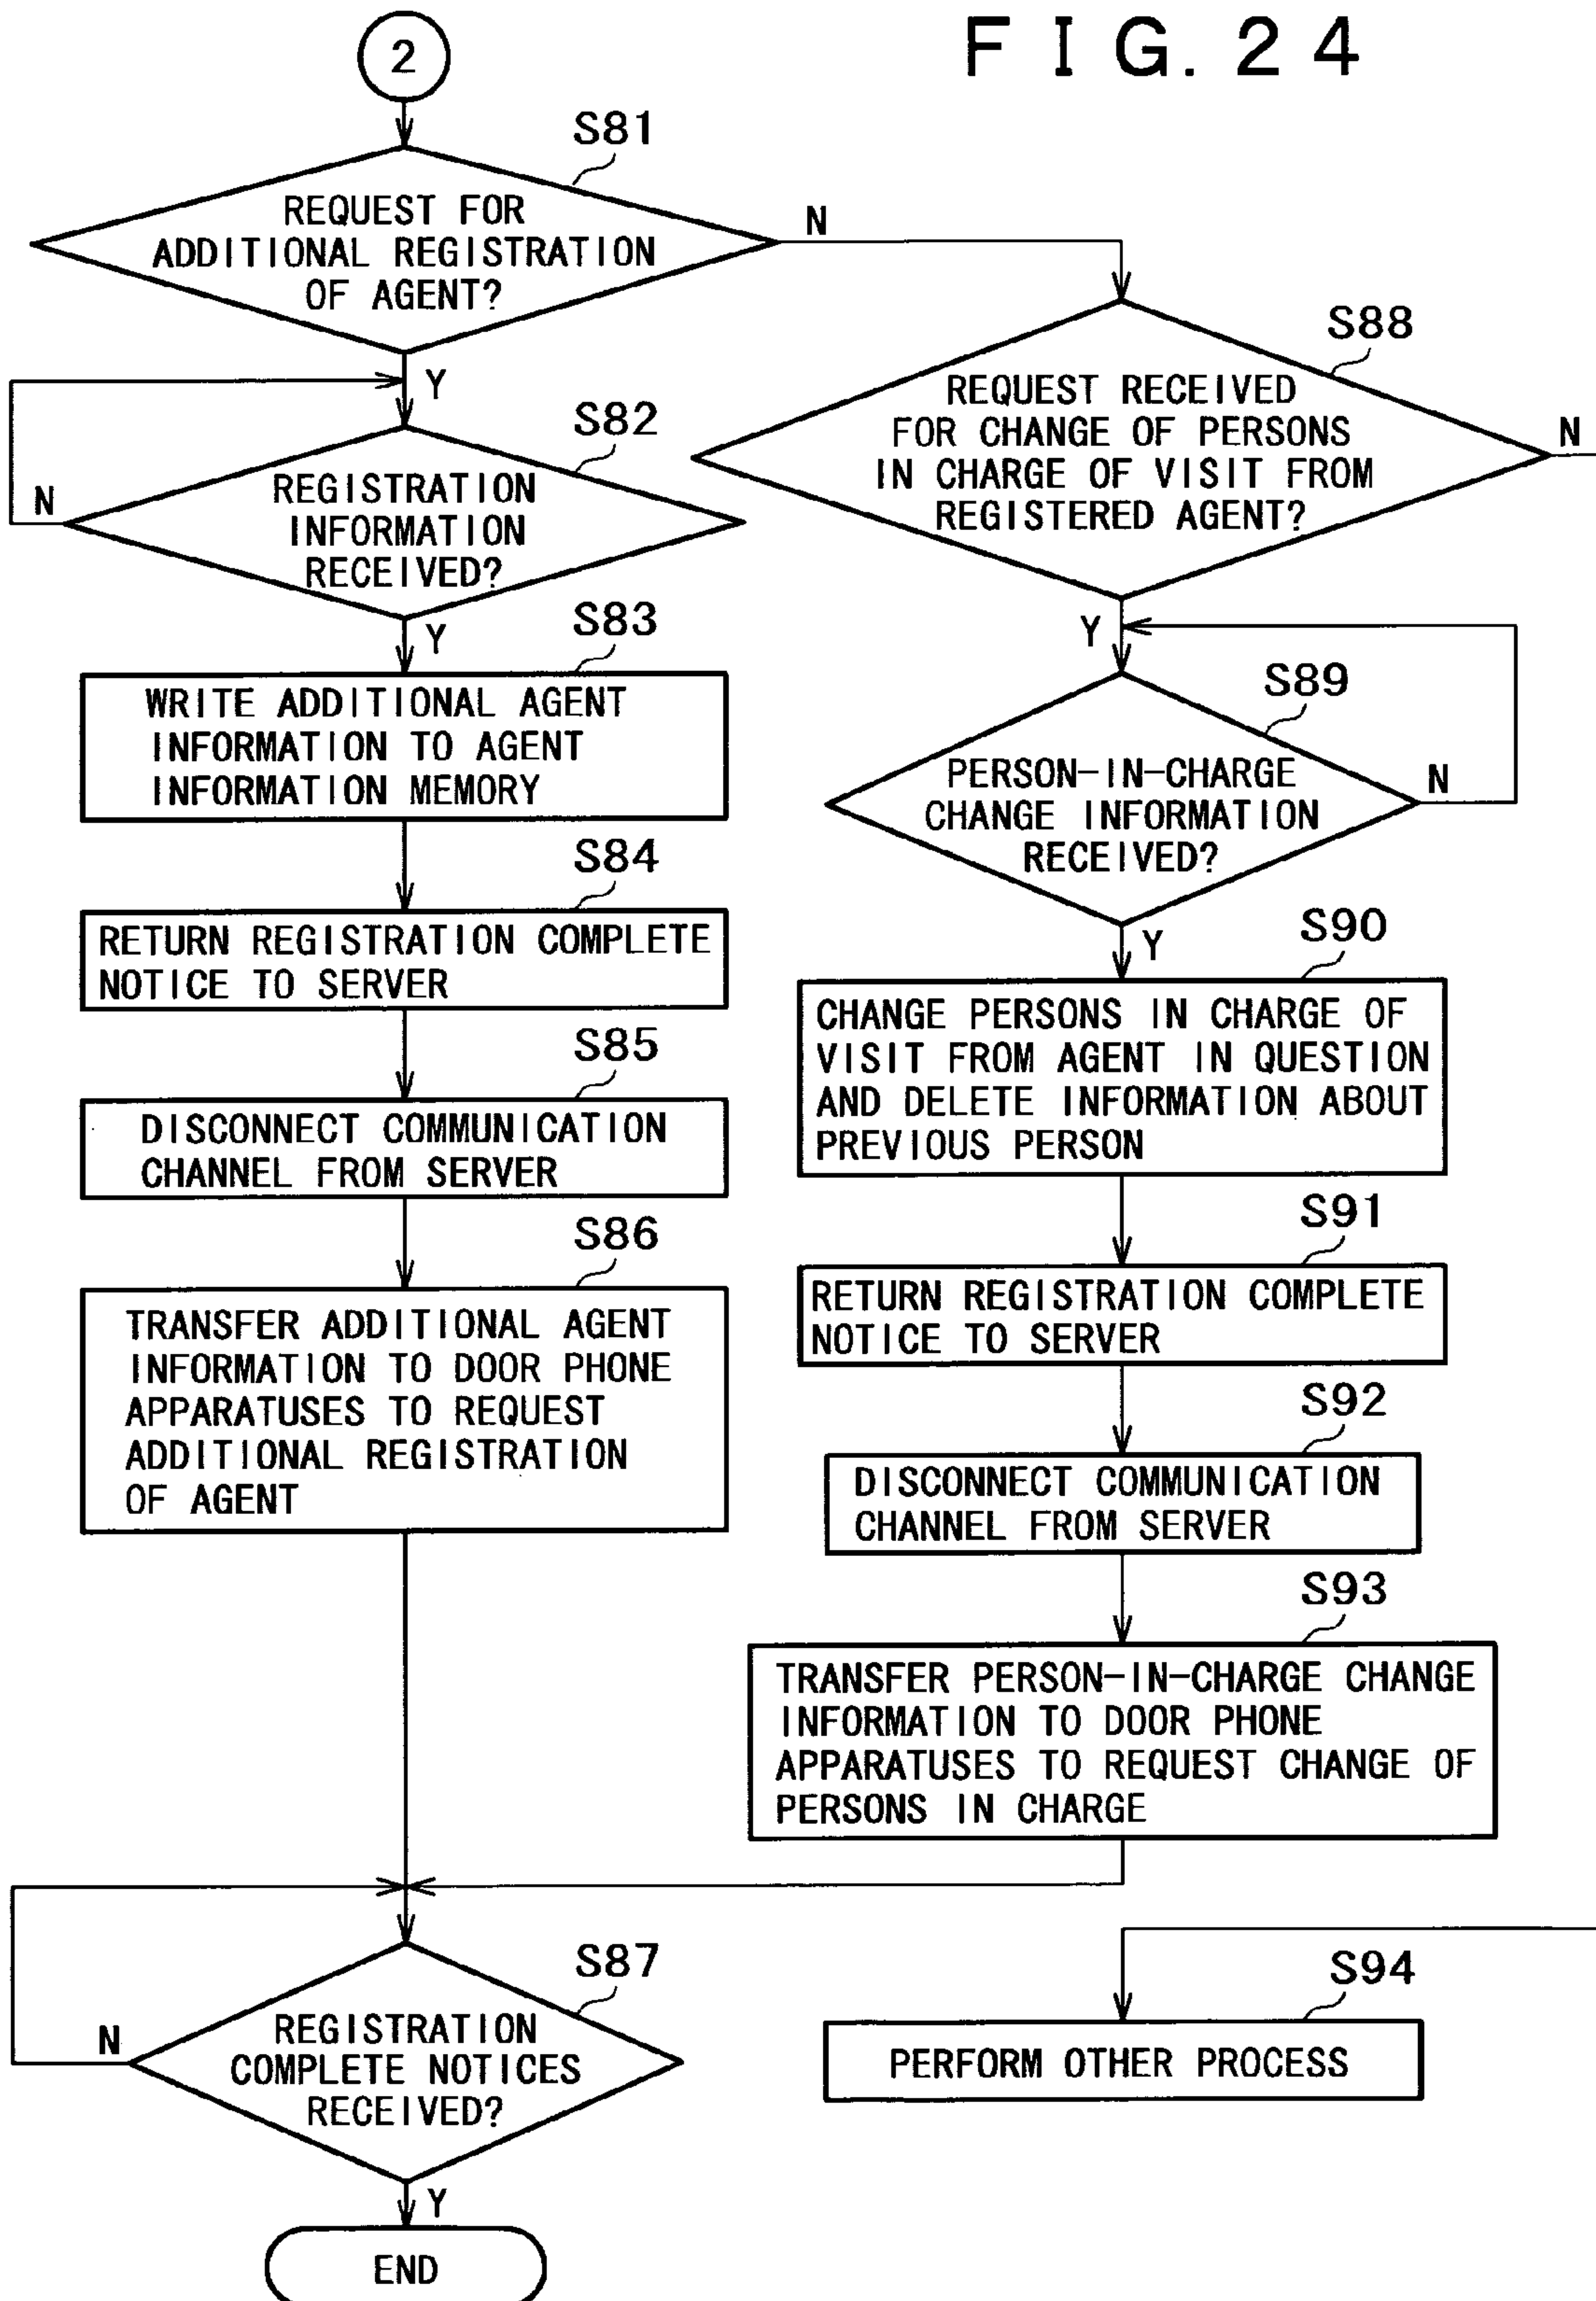 FIG. 24
2
S81
REQUEST FOR
ADDITIONAL REGISTRATION
OF AGENT?
N
Y
S82
REGISTRATION
INFORMATION
RECEIVED?
N
Y
S83
WRITE ADDITIONAL AGENT
INFORMATION TO AGENT
INFORMATION MEMORY
S84
RETURN REGISTRATION COMPLETE
NOTICE TO SERVER
S85
DISCONNECT COMMUNICATION
CHANNEL FROM SERVER
S86
TRANSFER ADDITIONAL AGENT
INFORMATION TO DOOR PHONE
APPARATUSES TO REQUEST
ADDITIONAL REGISTRATION
OF AGENT
S87
REGISTRATION
COMPLETE NOTICES
RECEIVED?
N
Y
END
S88
REQUEST RECEIVED
FOR CHANGE OF PERSONS
IN CHARGE OF VISIT FROM
REGISTERED AGENT?
N
Y
S89
PERSON-IN-CHARGE
CHANGE INFORMATION
RECEIVED?
N
Y
S90
CHANGE PERSONS IN CHARGE OF
VISIT FROM AGENT IN QUESTION
AND DELETE INFORMATION ABOUT
PREVIOUS PERSON
S91
RETURN REGISTRATION COMPLETE
NOTICE TO SERVER
S92
DISCONNECT COMMUNICATION
CHANNEL FROM SERVER
S93
TRANSFER PERSON-IN-CHARGE CHANGE
INFORMATION TO DOOR PHONE
APPARATUSES TO REQUEST CHANGE OF
PERSONS IN CHARGE
S94
PERFORM OTHER PROCESS